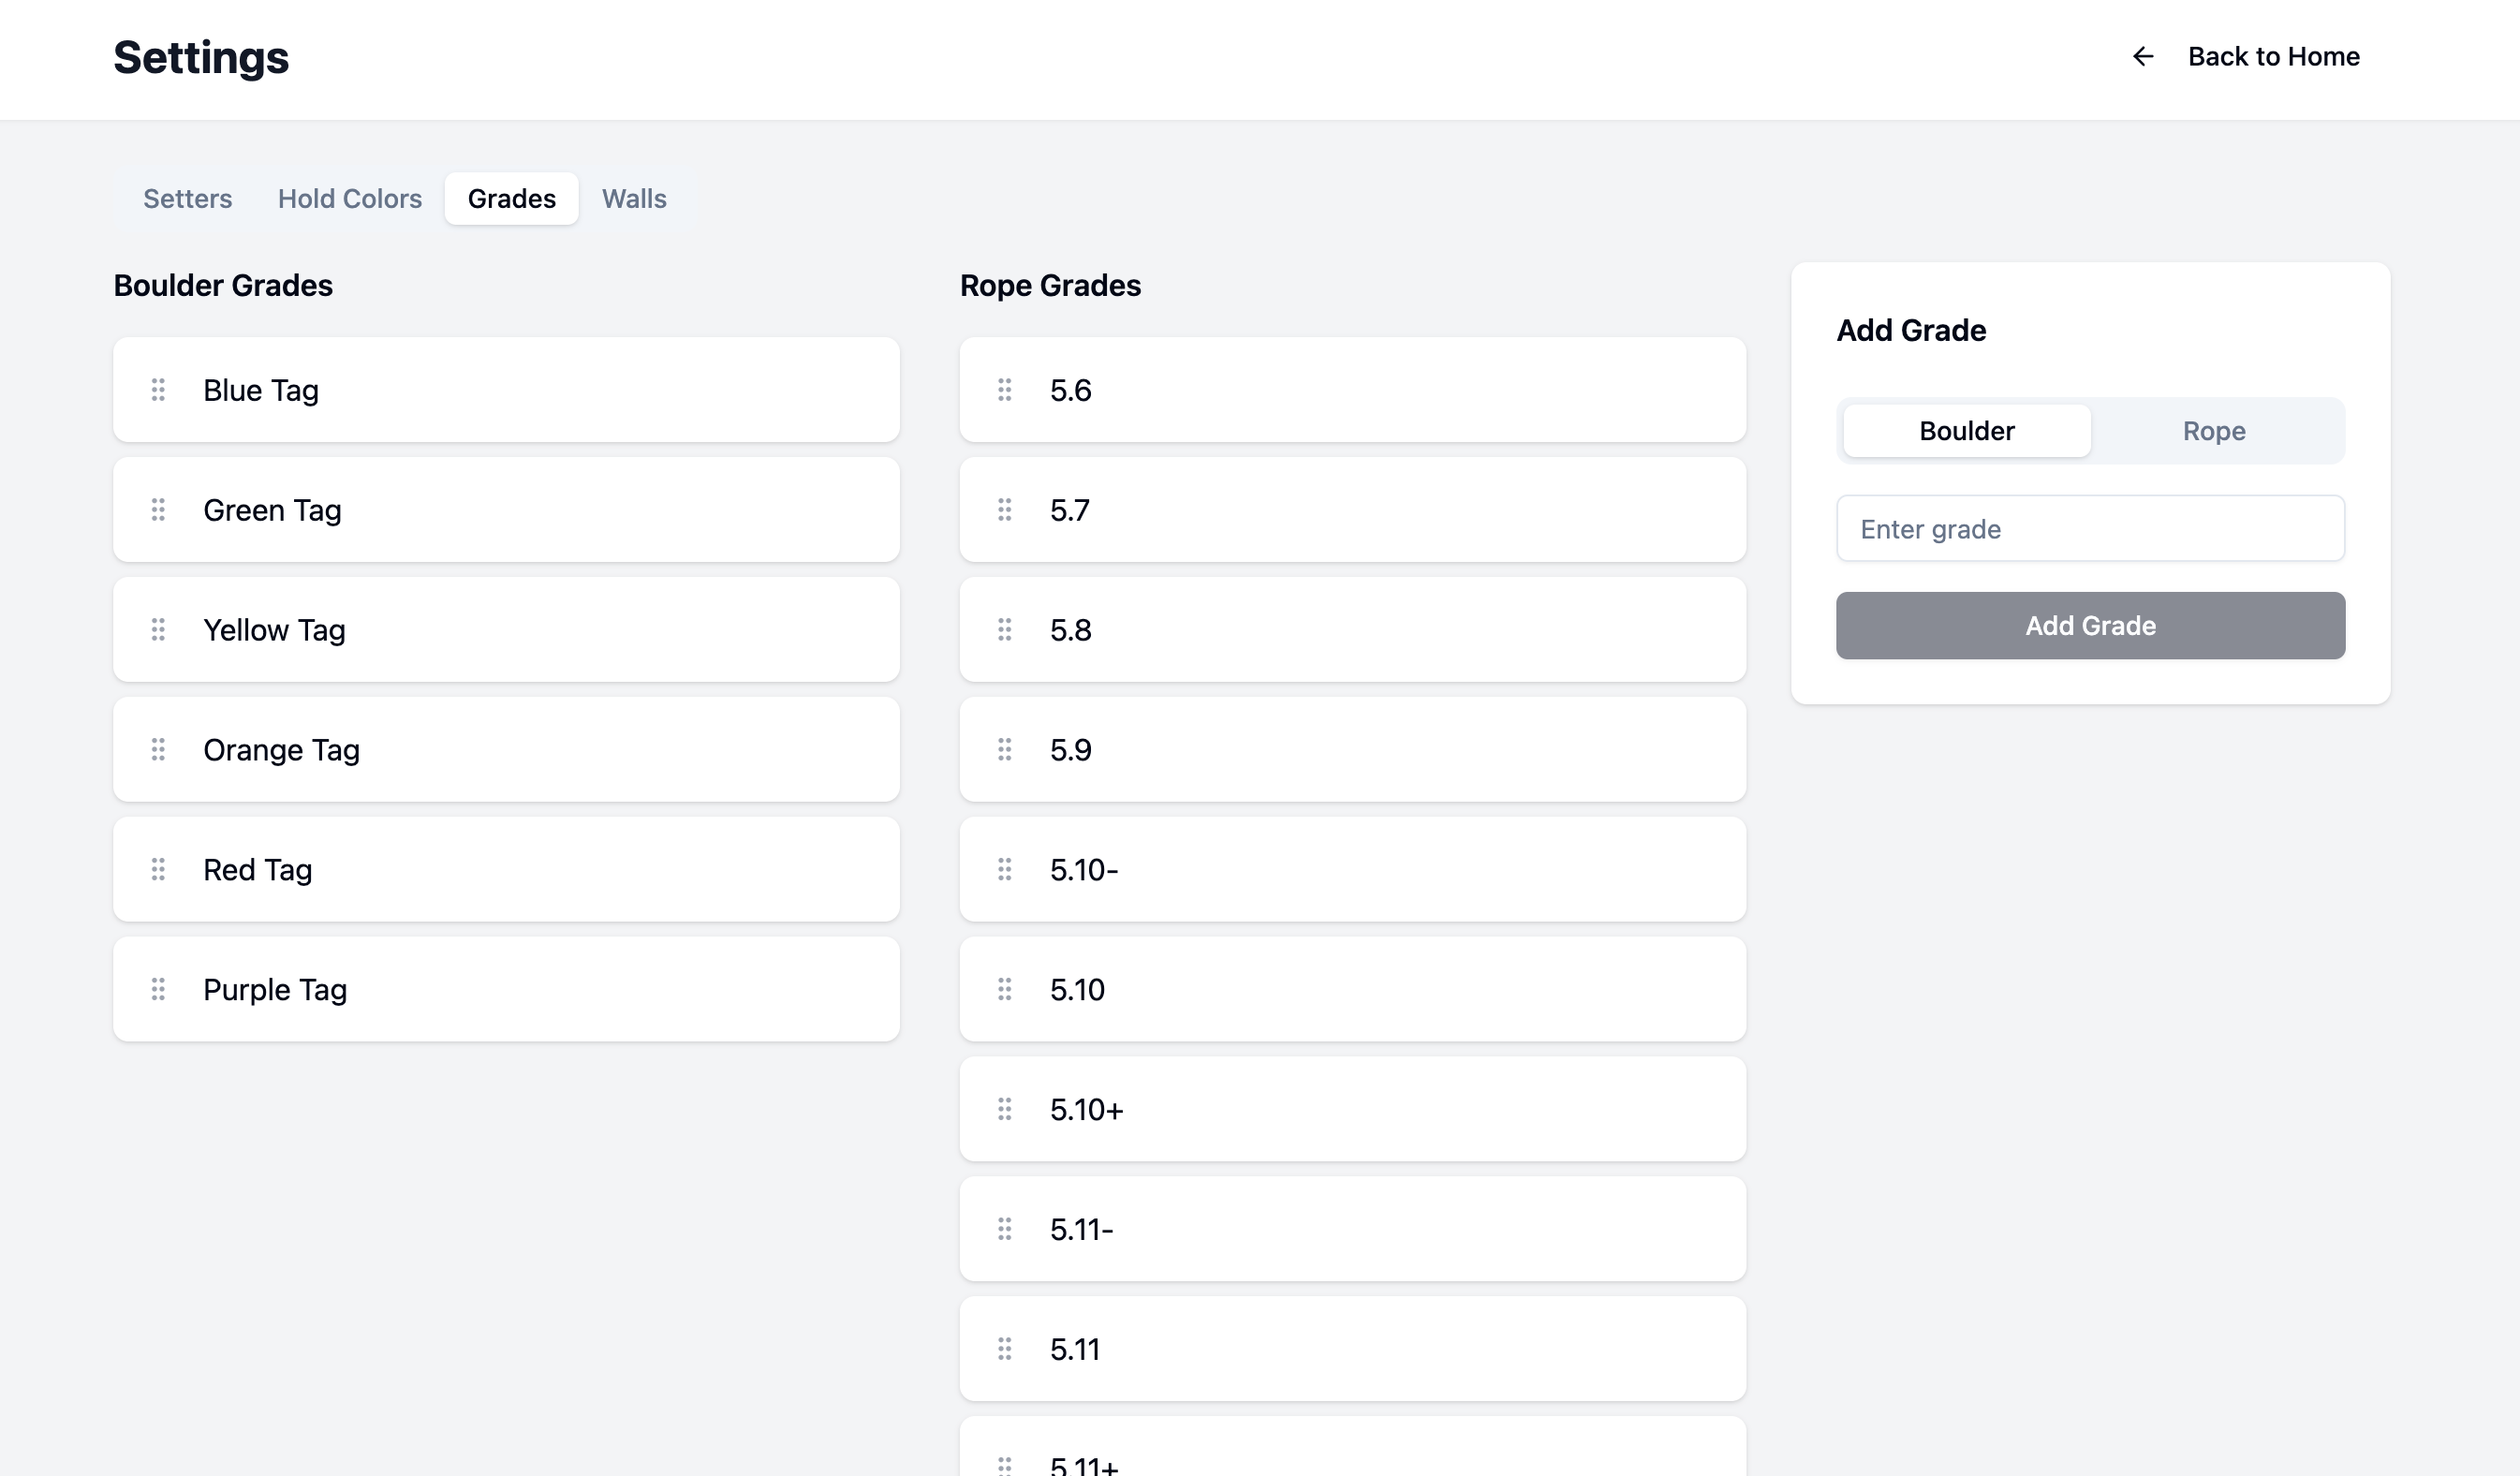 Settings
Back to Home
Setters
Hold Colors
Grades
Walls
Boulder Grades
Blue Tag
Green Tag
Yellow Tag
Orange Tag
Red Tag
Purple Tag
Rope Grades
5.6
5.7
5.8
5.9
5.10-
5.10
5.10+
5.11-
5.11
5.11+
Add Grade
Boulder
Rope
Enter grade
Add Grade